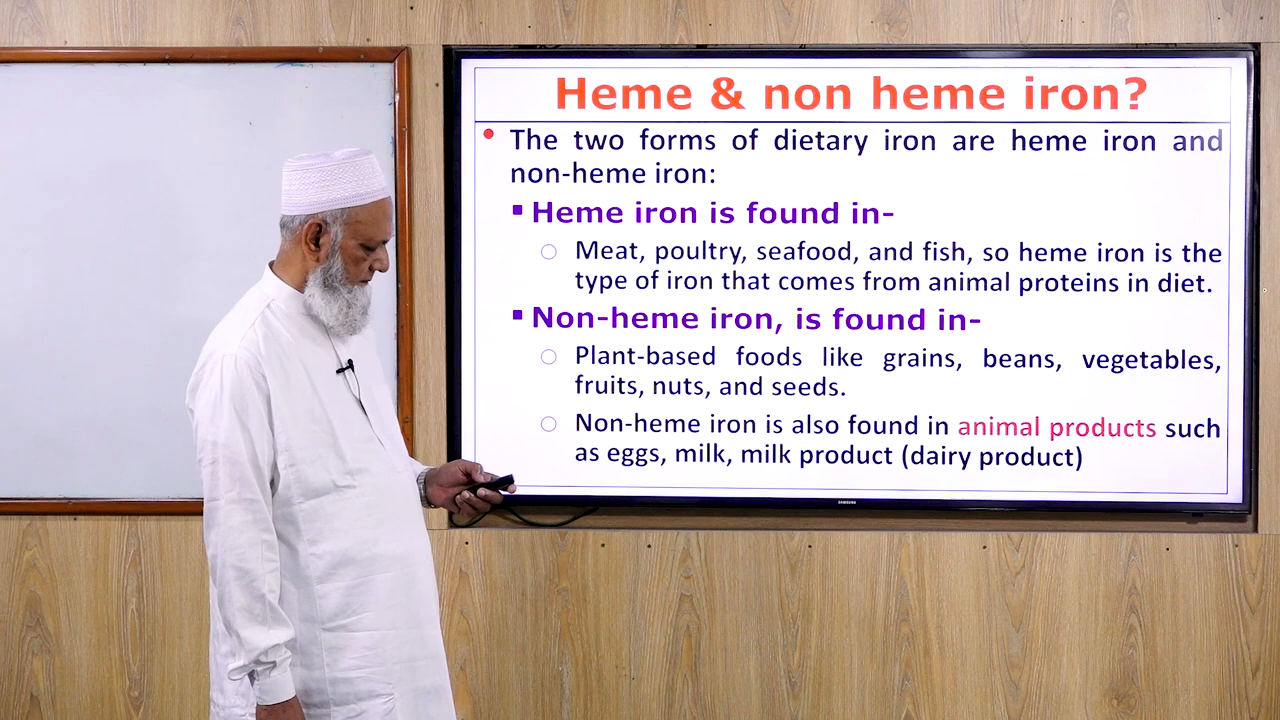 Heme & non heme iron?
The two forms of dietary iron are heme iron and
non-heme iron:
Heme iron is found in-
Meat, poultry, seafood, and fish, so heme iron is the
type of iron that comes from animal proteins in diet.
Non-heme iron, is found in-
Plant-based foods like grains, beans, vegetables,
fruits, nuts, and seeds.
Non-heme iron is also found in animal products such
as eggs, milk, milk product (dairy product)
SAMSUNG